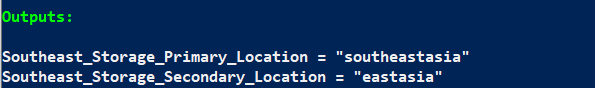 Outputs:
Southeast_Storage_Primary_Location = "southeastasia"
Southeast_Storage_Secondary_Location = "eastasia"